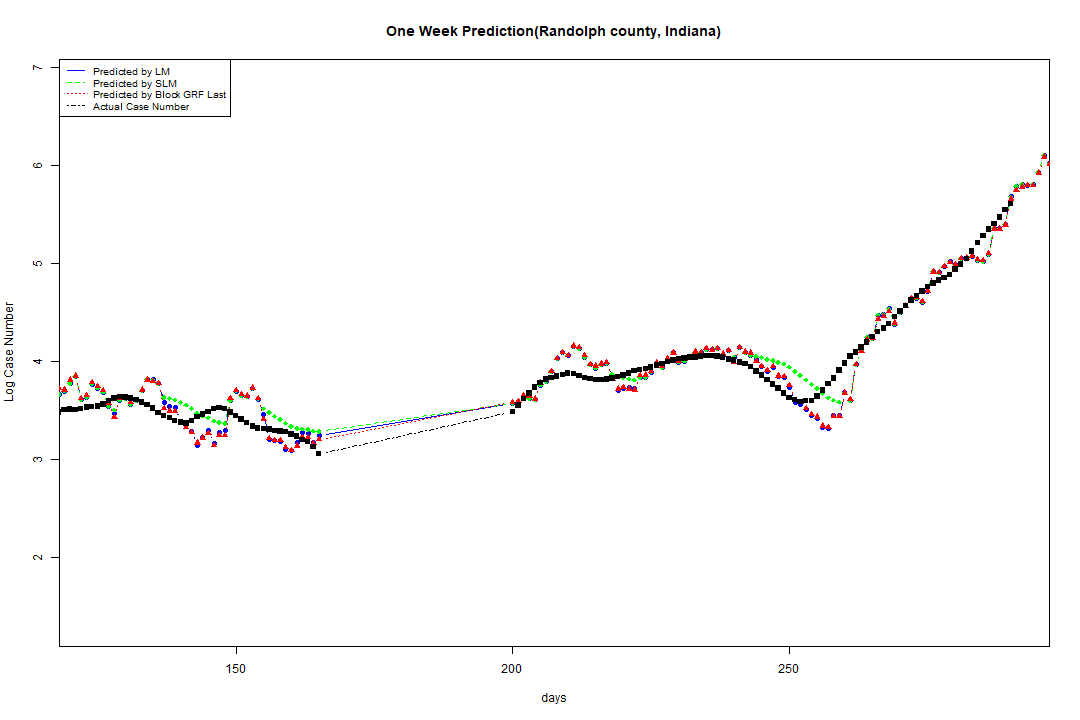 One Week Prediction(Randolph county, Indiana)
Predicted by LM
Predicted by SLM
Predicted by Block GRF Last
Actual Case Number
7
6
5
4
3
2
Log Case Number
150 200 250
days